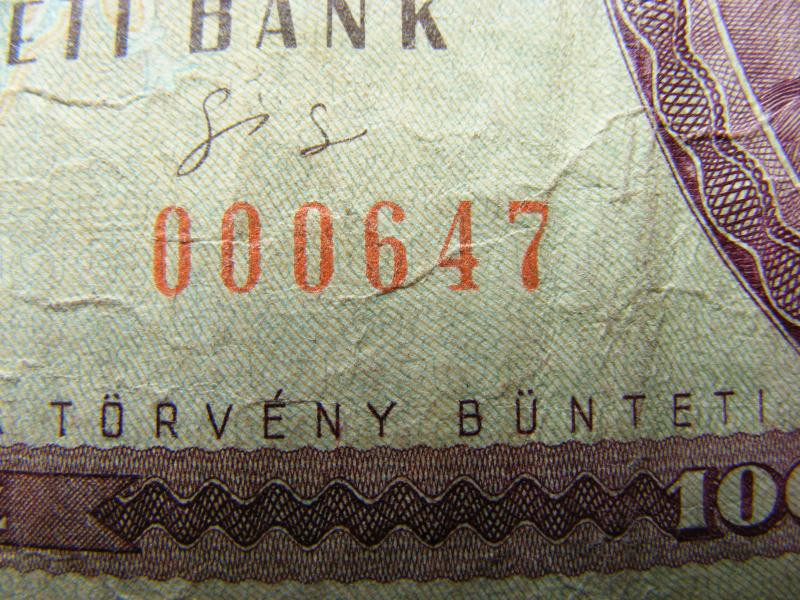 ETI BANK
000647
TÖRVÉNY BÜNTETI
100